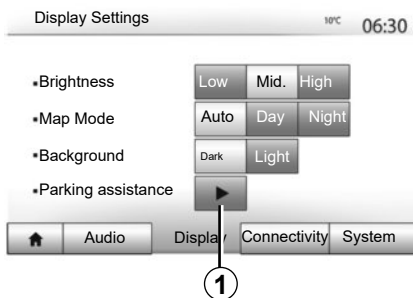 Display Settings 10°C 06:30
▪Brightness Low Mid. High
▪Map Mode Auto Day Night
▪Background Dark Light
▪Parking assistance
Audio Display Connectivity System
1